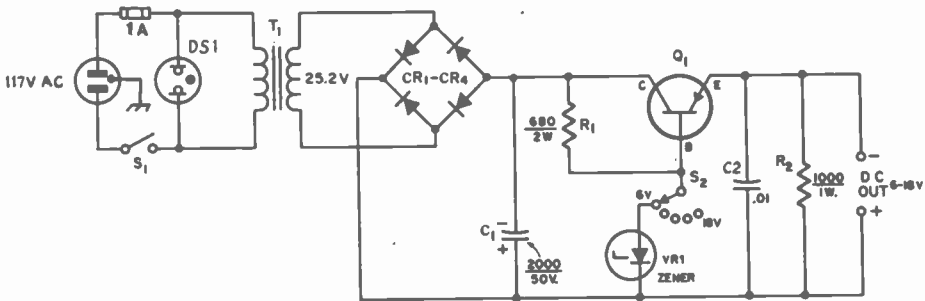 1A
T1
DS1
117V AC
S1
25.2V
CR1-CR4
C1
−
+
2000
50V.
680
2W
R1
Q1
C
E
B
S2
6V
18V
VR1
ZENER
C2
.01
R2
1000
1W.
−
DC
OUT 6-18V
+